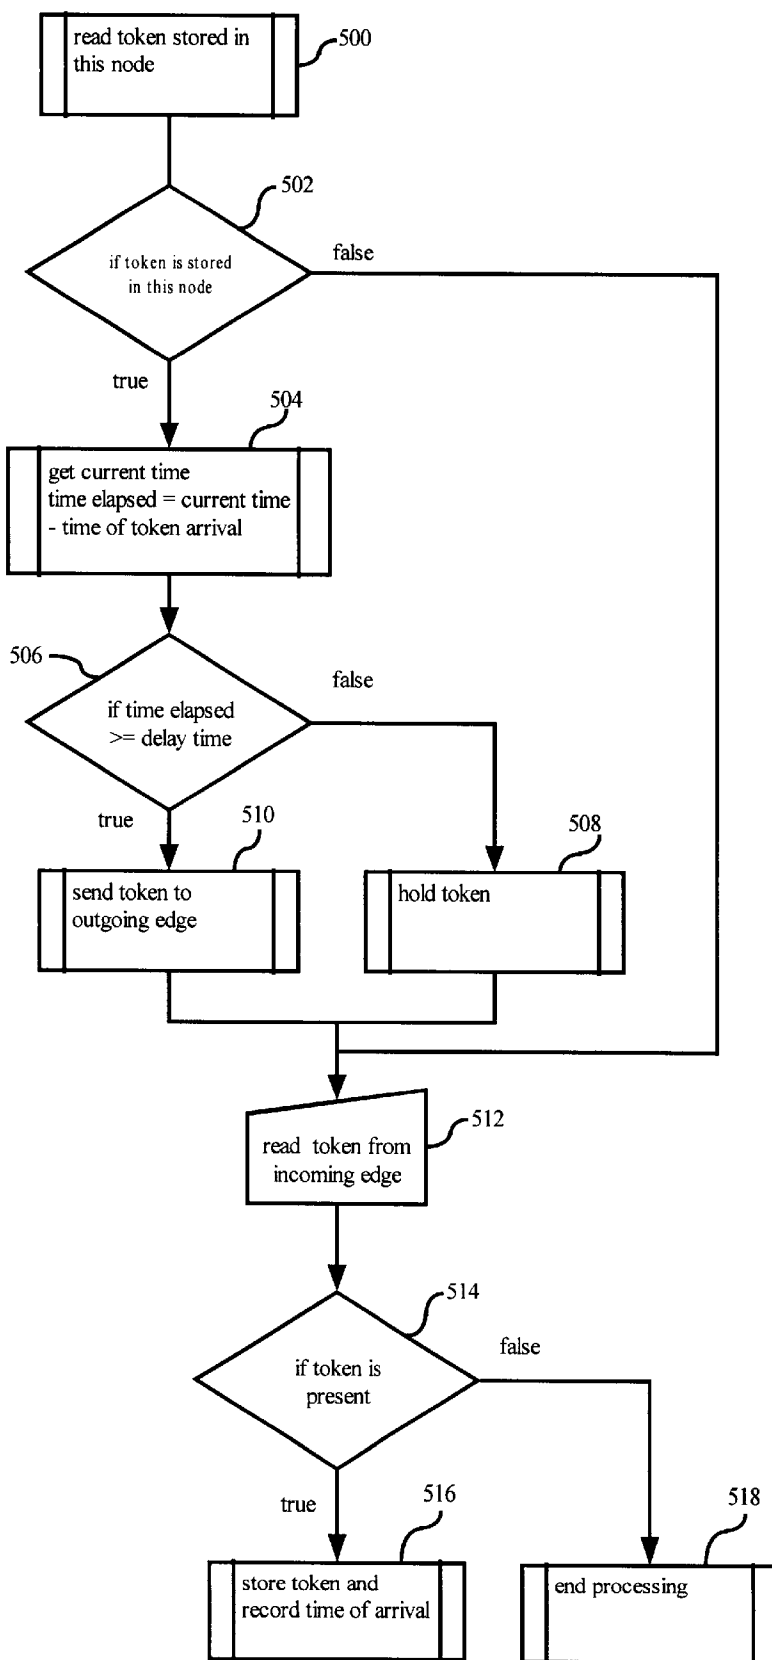 read token stored in
this node
500
502
if token is stored
in this node
false
true
504
get current time
time elapsed = current time
- time of token arrival
506
if time elapsed
>= delay time
false
true
510
send token to
outgoing edge
508
hold token
512
read token from
incoming edge
514
if token is
present
false
true
516
store token and
record time of arrival
518
end processing